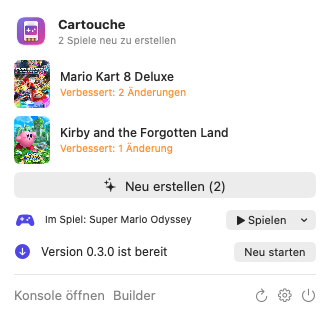 Cartouche
2 Spiele neu zu erstellen
Mario Kart 8 Deluxe
Verbessert: 2 Änderungen
Kirby and the Forgotten Land
Verbessert: 1 Änderung
Neu erstellen (2)
Im Spiel: Super Mario Odyssey
Spielen
Version 0.3.0 ist bereit
Neu starten
Konsole öffnen Builder